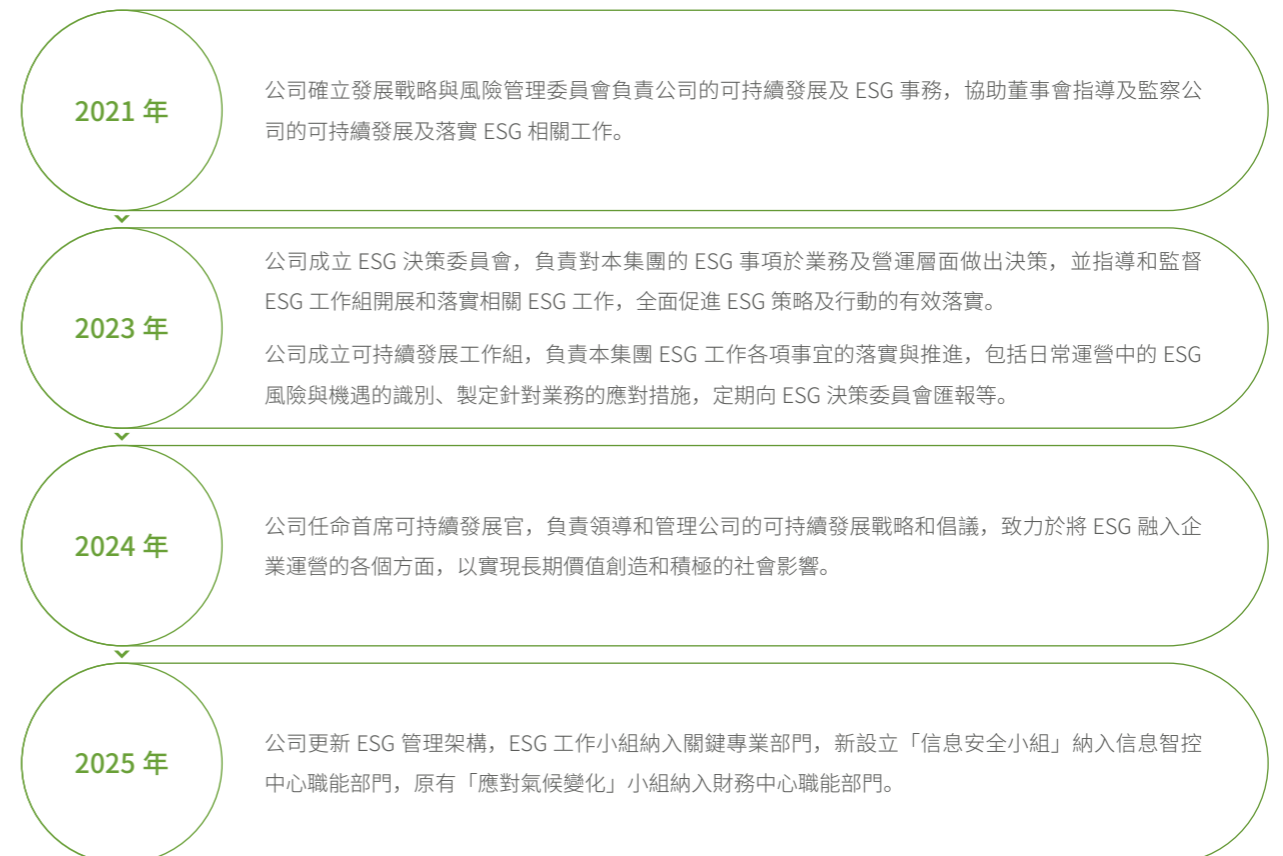 2021 年
公司確立發展戰略與風險管理委員會負責公司的可持續發展及 ESG 事務，協助董事會指導及監察公
司的可持續發展及落實 ESG 相關工作。
2023 年
公司成立 ESG 決策委員會，負責對本集團的 ESG 事項於業務及營運層面做出決策，並指導和監督
ESG 工作組開展和落實相關 ESG 工作，全面促進 ESG 策略及行動的有效落實。
公司成立可持續發展工作組，負責本集團 ESG 工作各項事宜的落實與推進，包括日常運營中的 ESG
風險與機遇的識別、製定針對業務的應對措施，定期向 ESG 決策委員會匯報等。
2024 年
公司任命首席可持續發展官，負責領導和管理公司的可持續發展戰略和倡議，致力於將 ESG 融入企
業運營的各個方面，以實現長期價值創造和積極的社會影響。
2025 年
公司更新 ESG 管理架構，ESG 工作小組納入關鍵專業部門，新設立「信息安全小組」納入信息智控
中心職能部門，原有「應對氣候變化」小組納入財務中心職能部門。